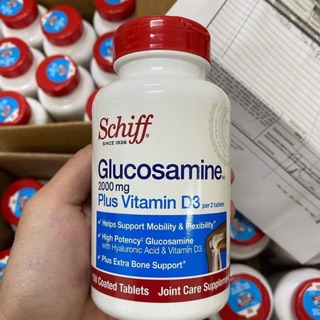 Schiff
SINCE 1936
Glucosamine
2000 mg
Plus Vitamin D3 per 2 tablets
Helps Support Mobility & Flexibility*
High Potency‡ Glucosamine
with Hyaluronic Acid & Vitamin D3
Plus Extra Bone Support*
Coated Tablets Joint Care